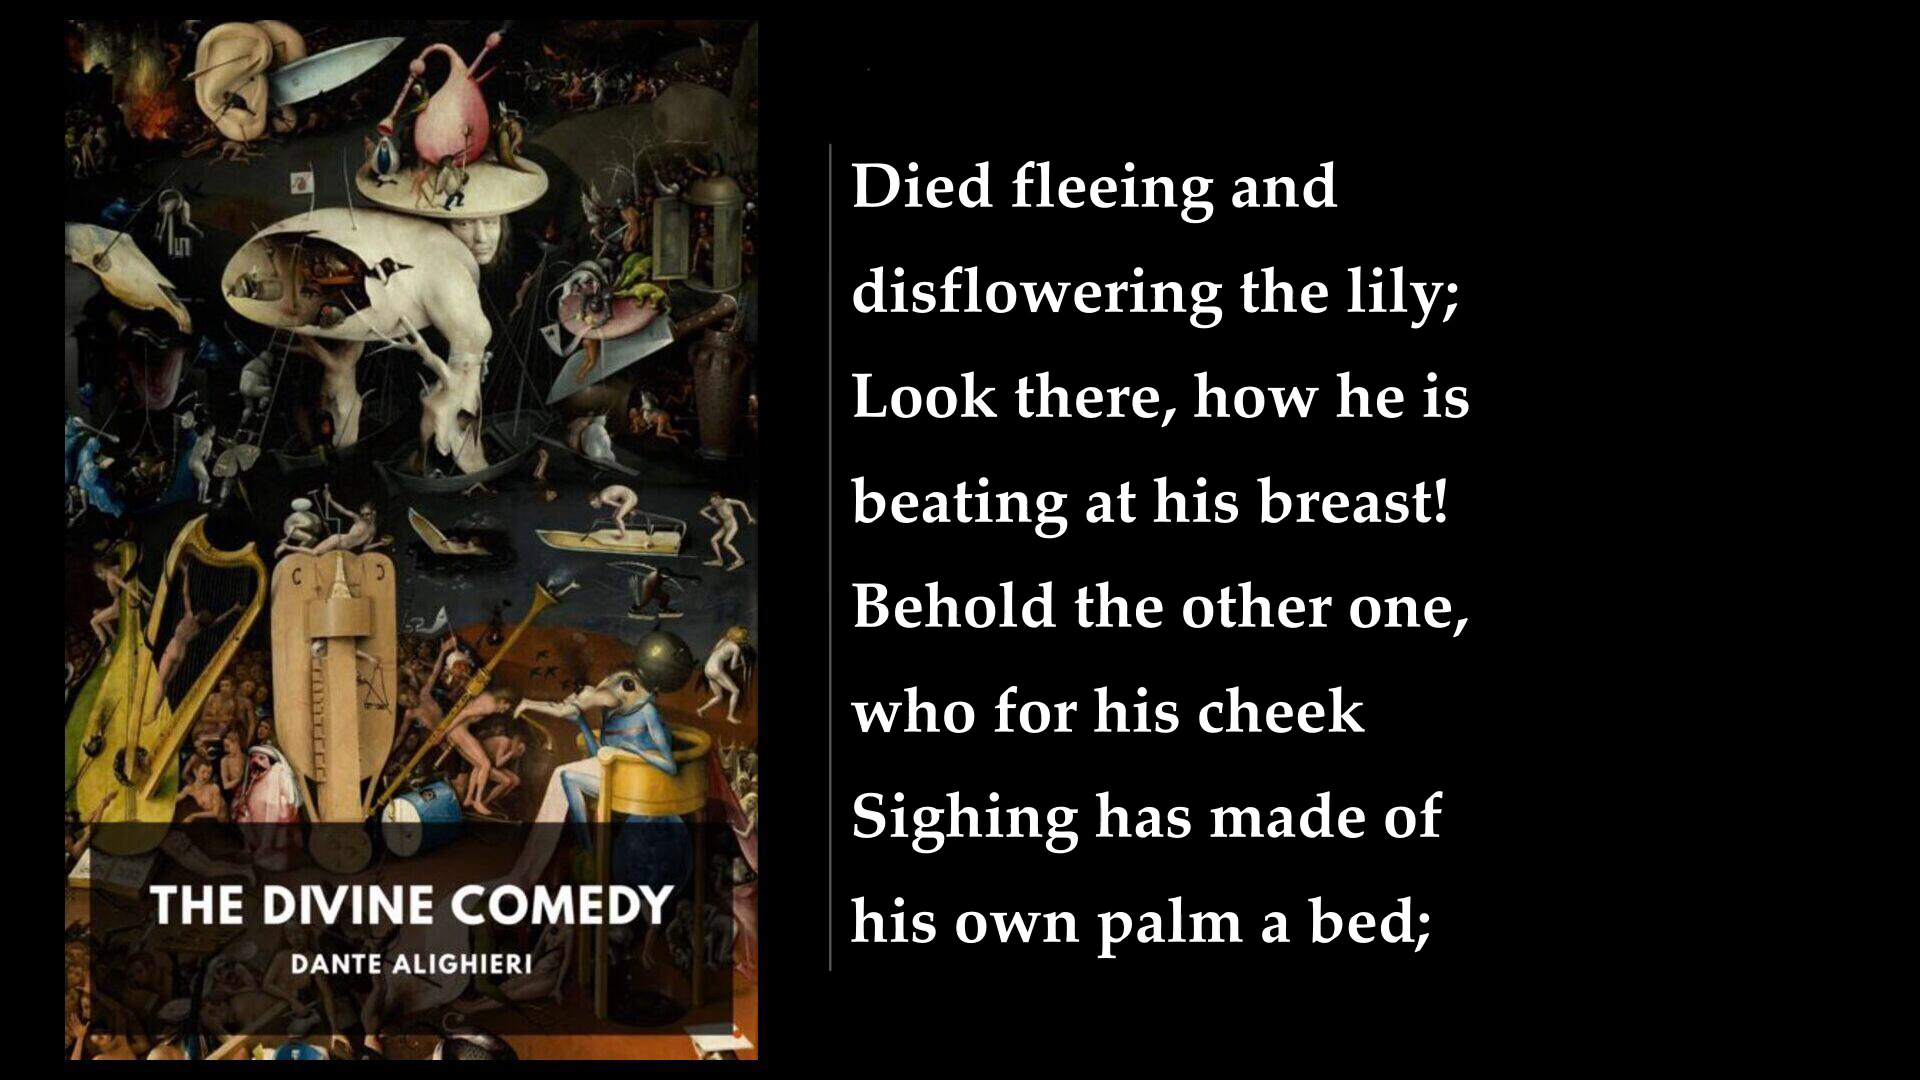 Died fleeing and
disflowering the lily;
Look there, how he is
beating at his breast!
Behold the other one,
who for his cheek
Sighing has made of
his own palm a bed;
THE DIVINE COMEDY
DANTE ALIGHIERI